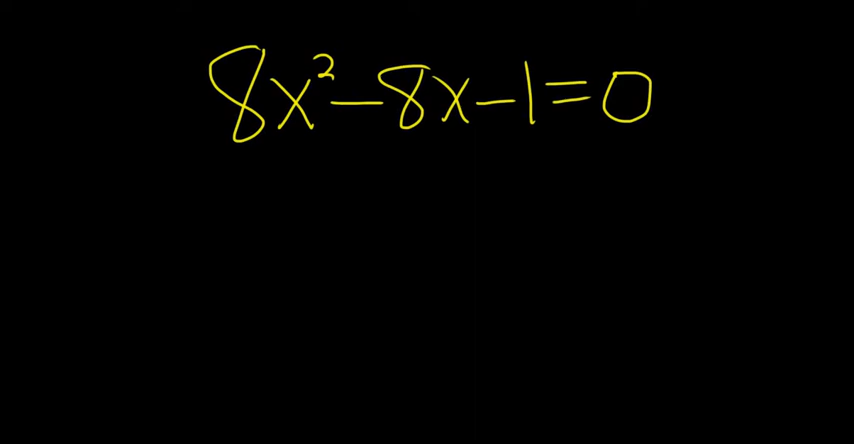 8x² - 8x - 1 = 0